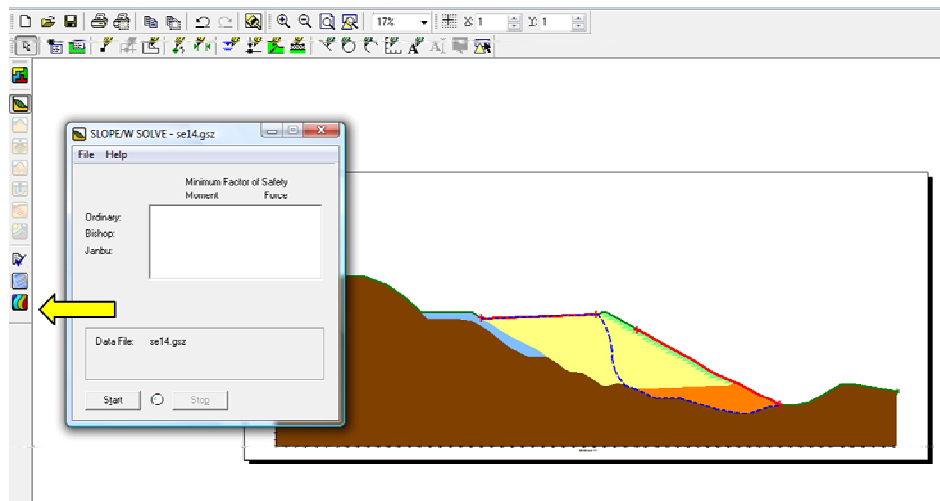 17%
X: 1
Y: 1
SLOPE/W SOLVE - se14.gsz
File Help
Minimum Factor of Safety
Moment Force
Ordinary:
Bishop:
Janbu:
Data File: se14.gsz
Start Stop